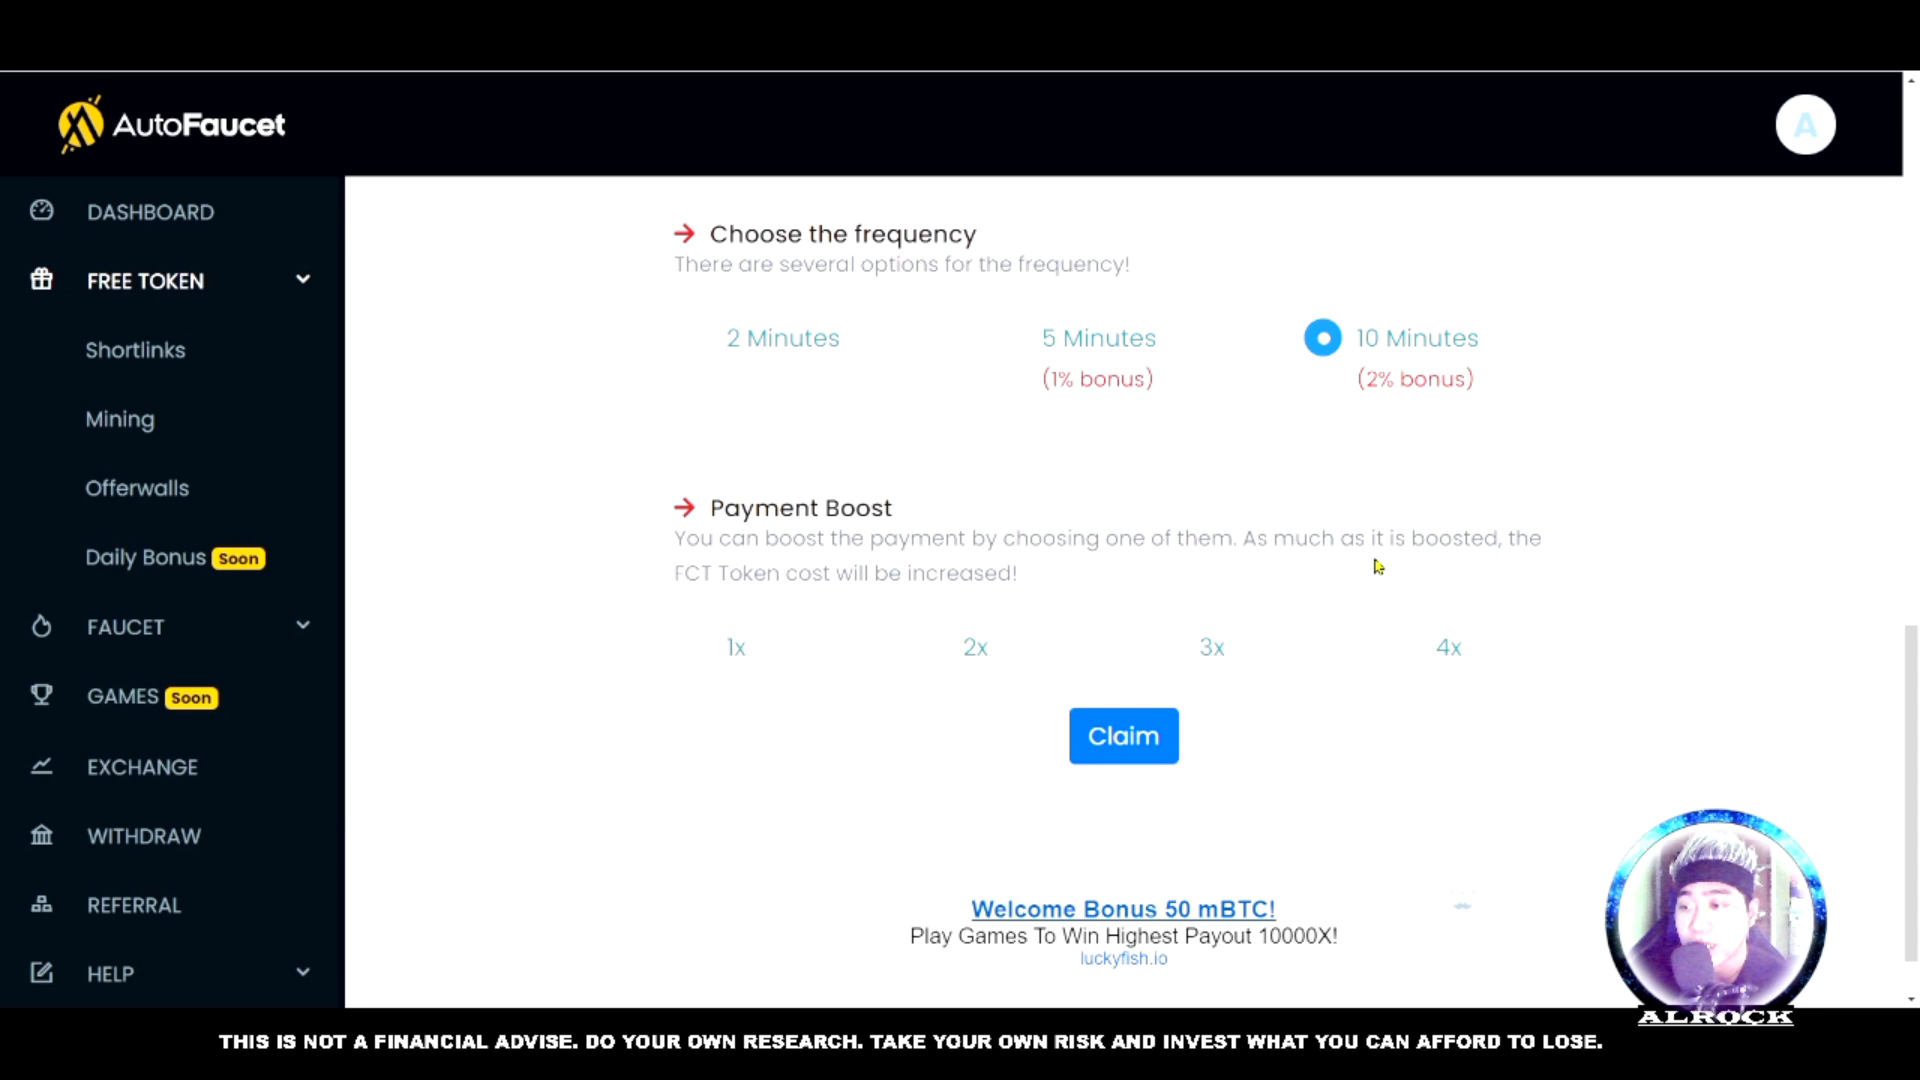 AutoFaucet
A
DASHBOARD
FREE TOKEN
Shortlinks
Mining
Offerwalls
Daily Bonus Soon
FAUCET
GAMES Soon
EXCHANGE
WITHDRAW
REFERRAL
HELP
Choose the frequency
There are several options for the frequency!
2 Minutes
5 Minutes
(1% bonus)
10 Minutes
(2% bonus)
Payment Boost
You can boost the payment by choosing one of them. As much as it is boosted, the
FCT Token cost will be increased!
1x 2x 3x 4x
Claim
Welcome Bonus 50 mBTC!
Play Games To Win Highest Payout 10000X!
luckyfish.io
ALROCK
THIS IS NOT A FINANCIAL ADVISE. DO YOUR OWN RESEARCH. TAKE YOUR OWN RISK AND INVEST WHAT YOU CAN AFFORD TO LOSE.